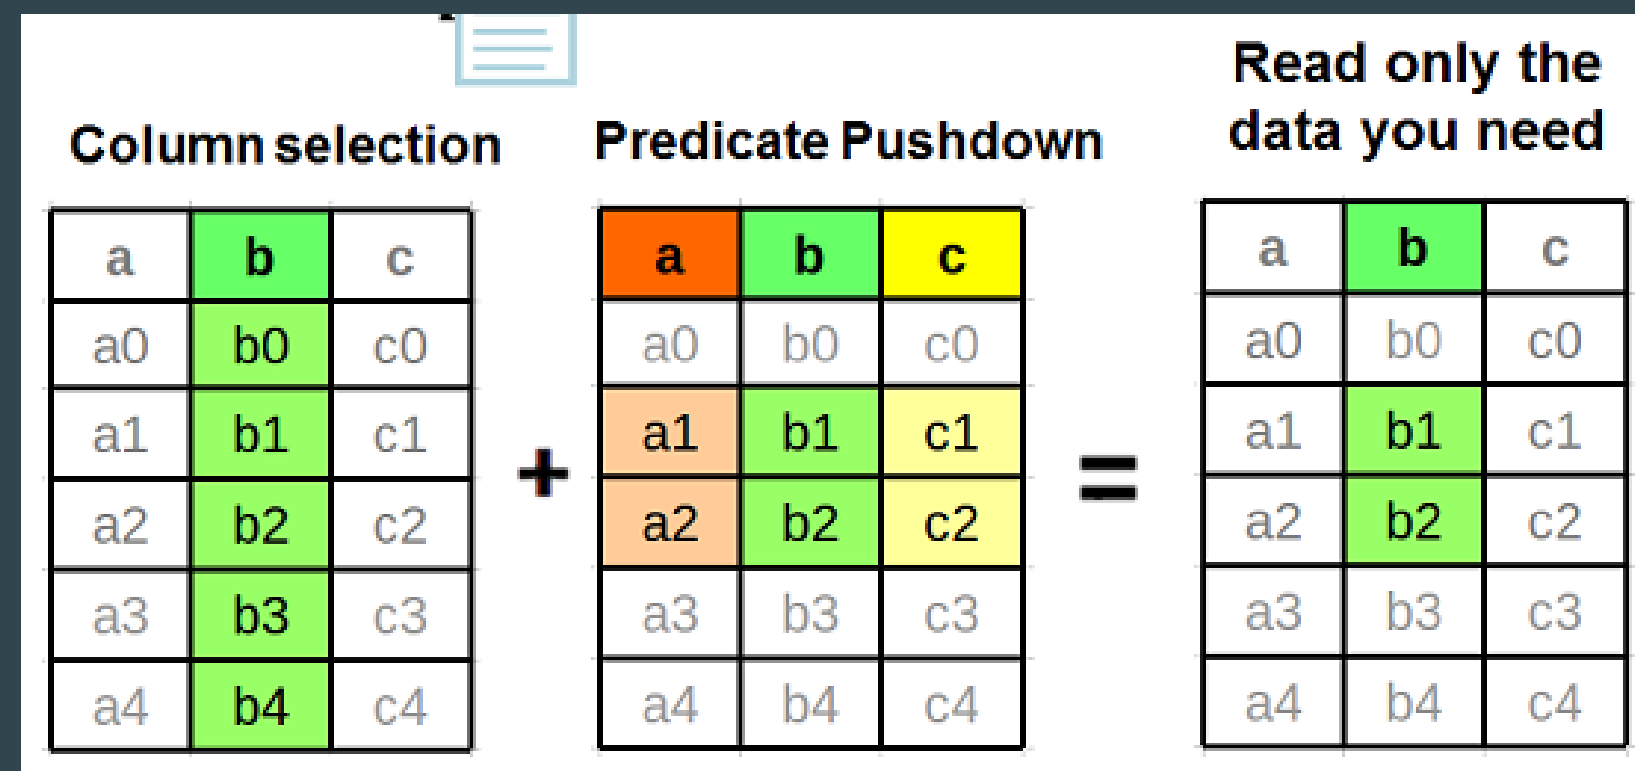 Column selection
a b c
a0 b0 c0
a1 b1 c1
a2 b2 c2
a3 b3 c3
a4 b4 c4
+
Predicate Pushdown
a b c
a0 b0 c0
a1 b1 c1
a2 b2 c2
a3 b3 c3
a4 b4 c4
=
Read only the
data you need
a b c
a0 b0 c0
a1 b1 c1
a2 b2 c2
a3 b3 c3
a4 b4 c4